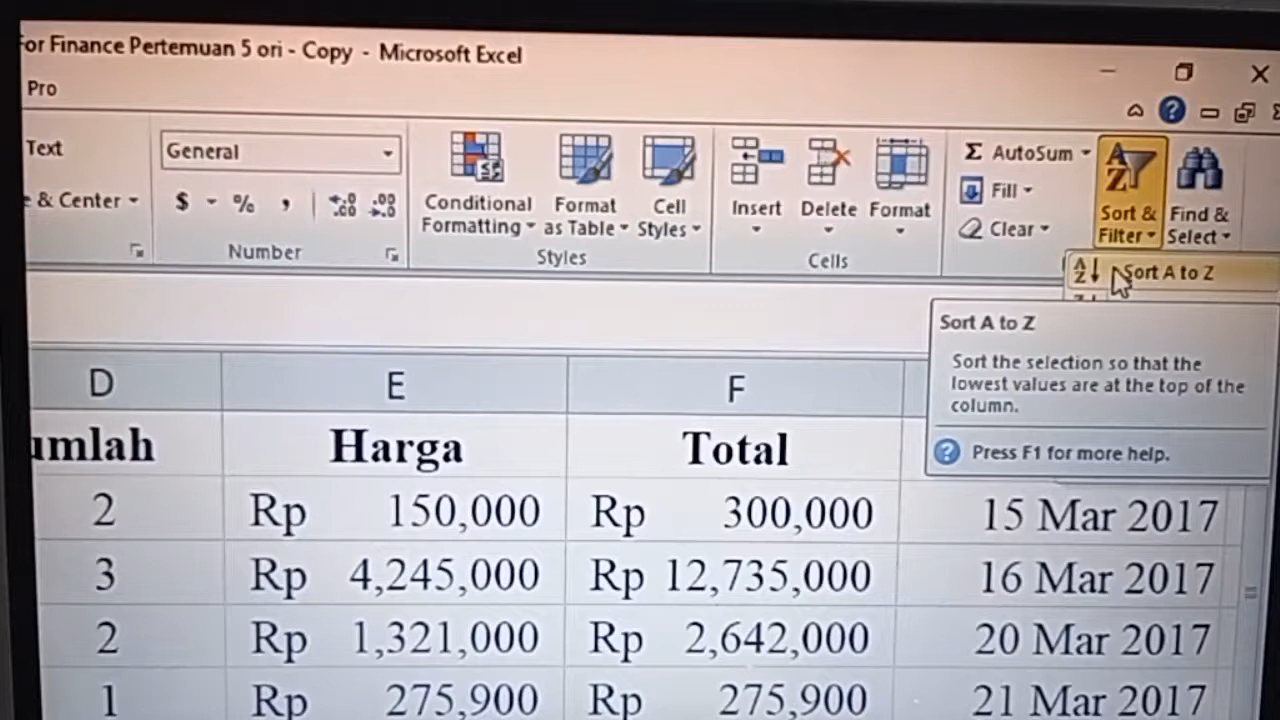 or Finance Pertemuan 5 ori - Copy - Microsoft Excel
Pro
Text
General
AutoSum
Fill
Clear
& Center
$ % ,
Conditional Formatting
Format as Table
Cell Styles
Insert
Delete
Format
Sort & Filter
Find & Select
Number
Styles
Cells
Sort A to Z
Sort A to Z
Sort the selection so that the
lowest values are at the top of the
column.
Press F1 for more help.
D E F
umlah Harga Total
2 Rp 150,000 Rp 300,000 15 Mar 2017
3 Rp 4,245,000 Rp 12,735,000 16 Mar 2017
2 Rp 1,321,000 Rp 2,642,000 20 Mar 2017
1 Rp 275,900 Rp 275,900 21 Mar 2017